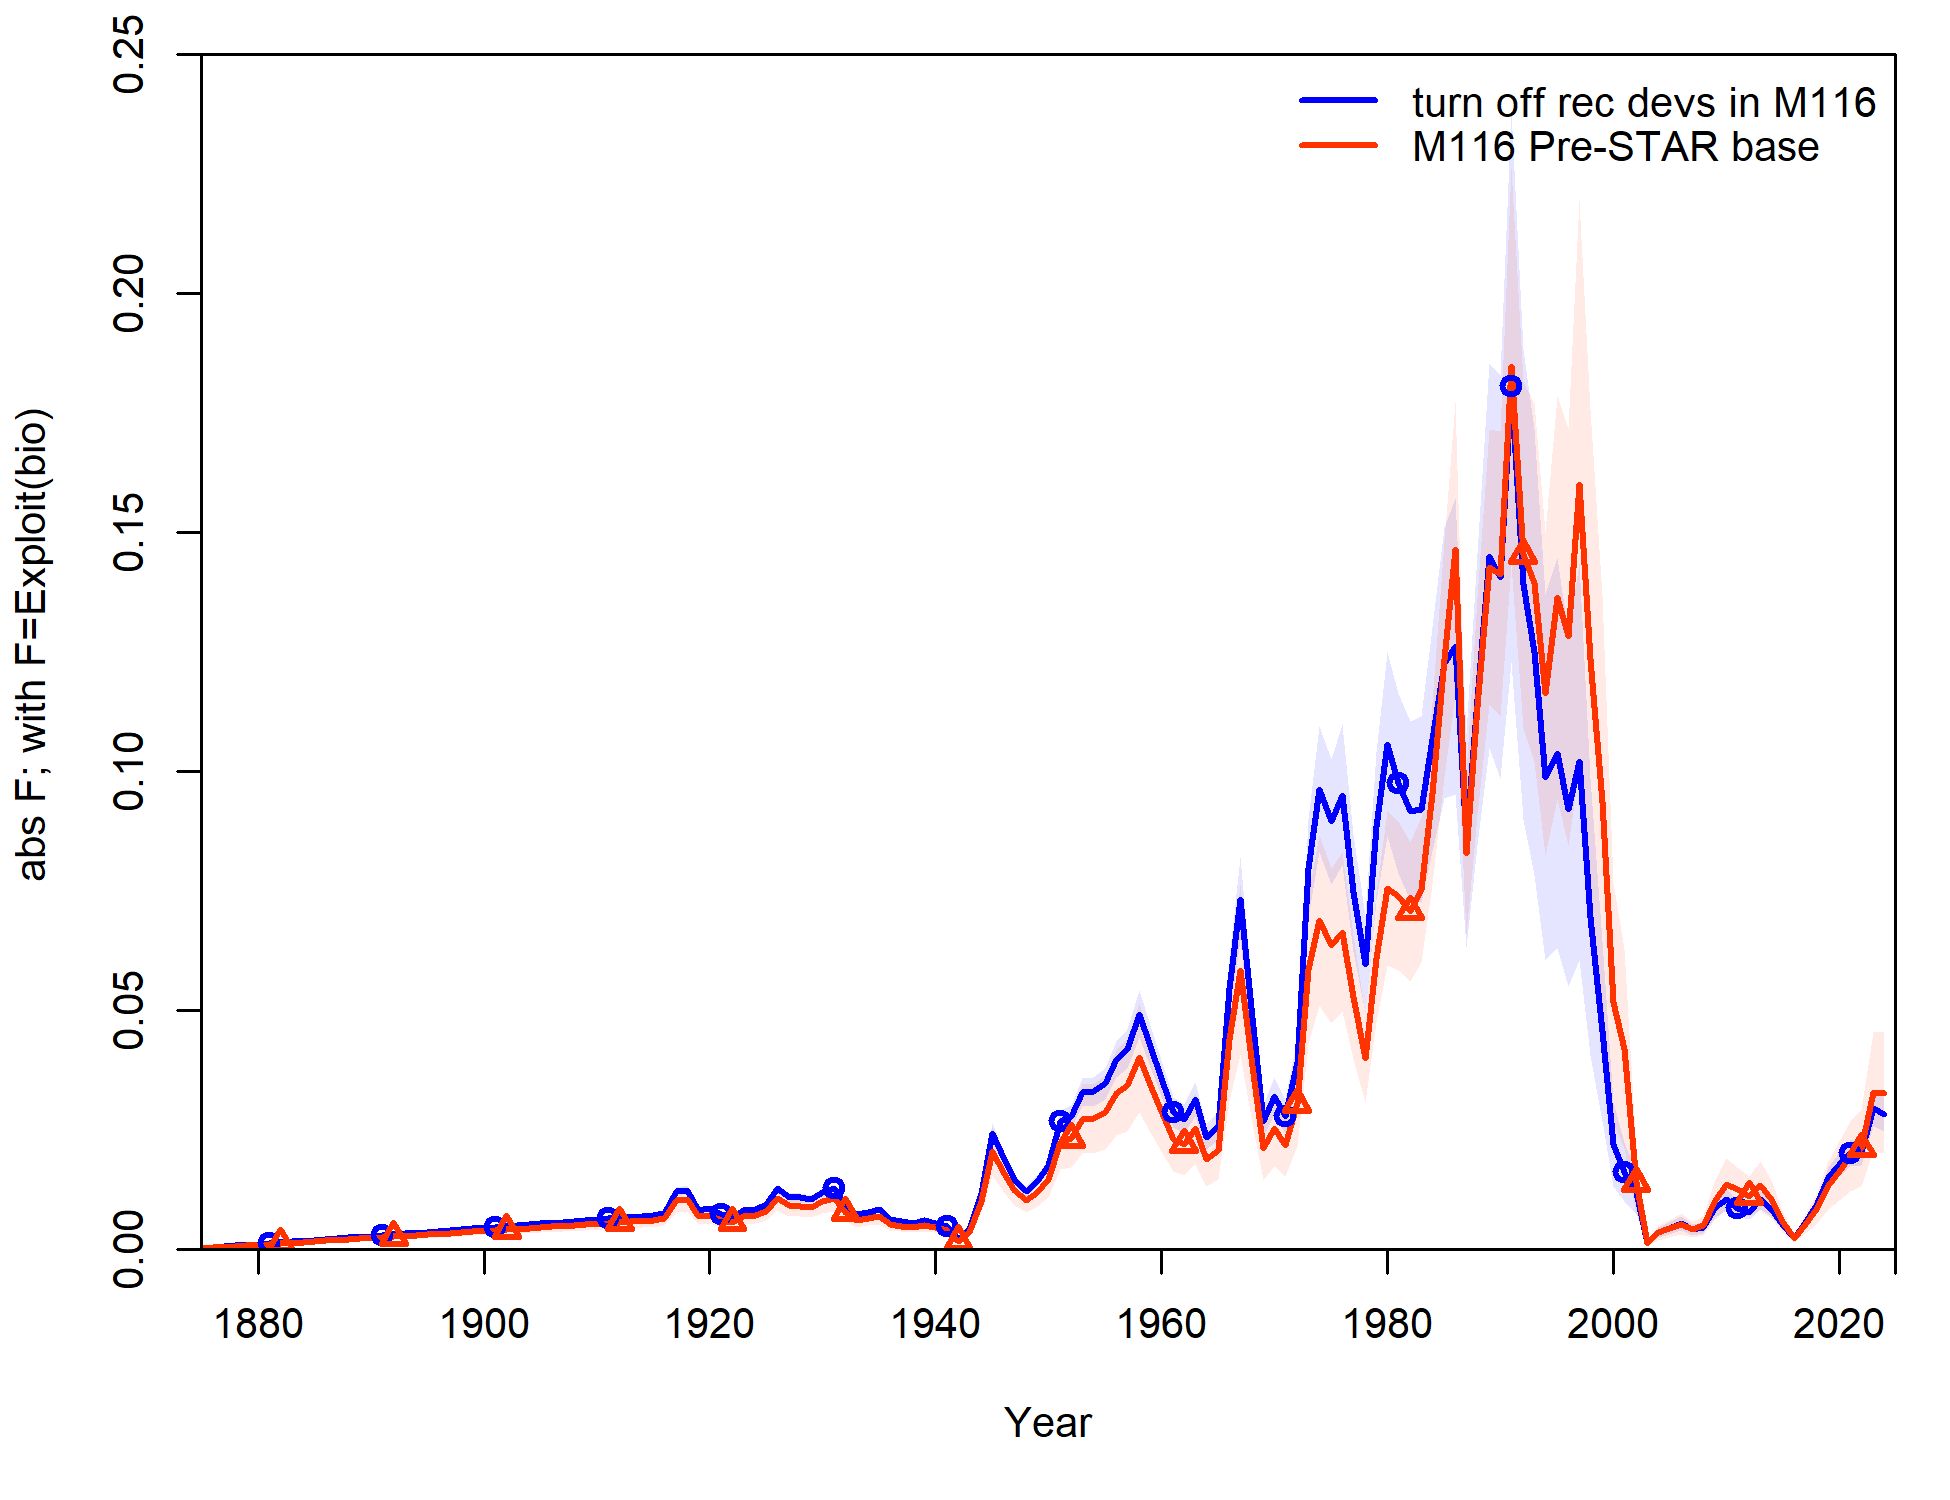 turn off rec devs in M116
M116 Pre-STAR base
abs F; with F=Exploit(bio)
0.25
0.20
0.15
0.10
0.05
0.00
1880 1900 1920 1940 1960 1980 2000 2020
Year